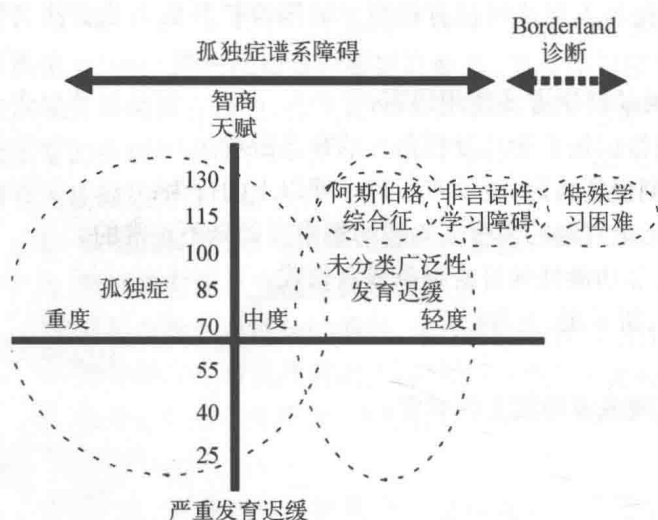 Borderland
诊断
孤独症谱系障碍
智商
天赋
130
115
100
85
70
55
40
25
阿斯伯格
综合征
非言语性
学习障碍
特殊学
习困难
未分类广泛性
发育迟缓
孤独症
重度
中度
轻度
严重发育迟缓